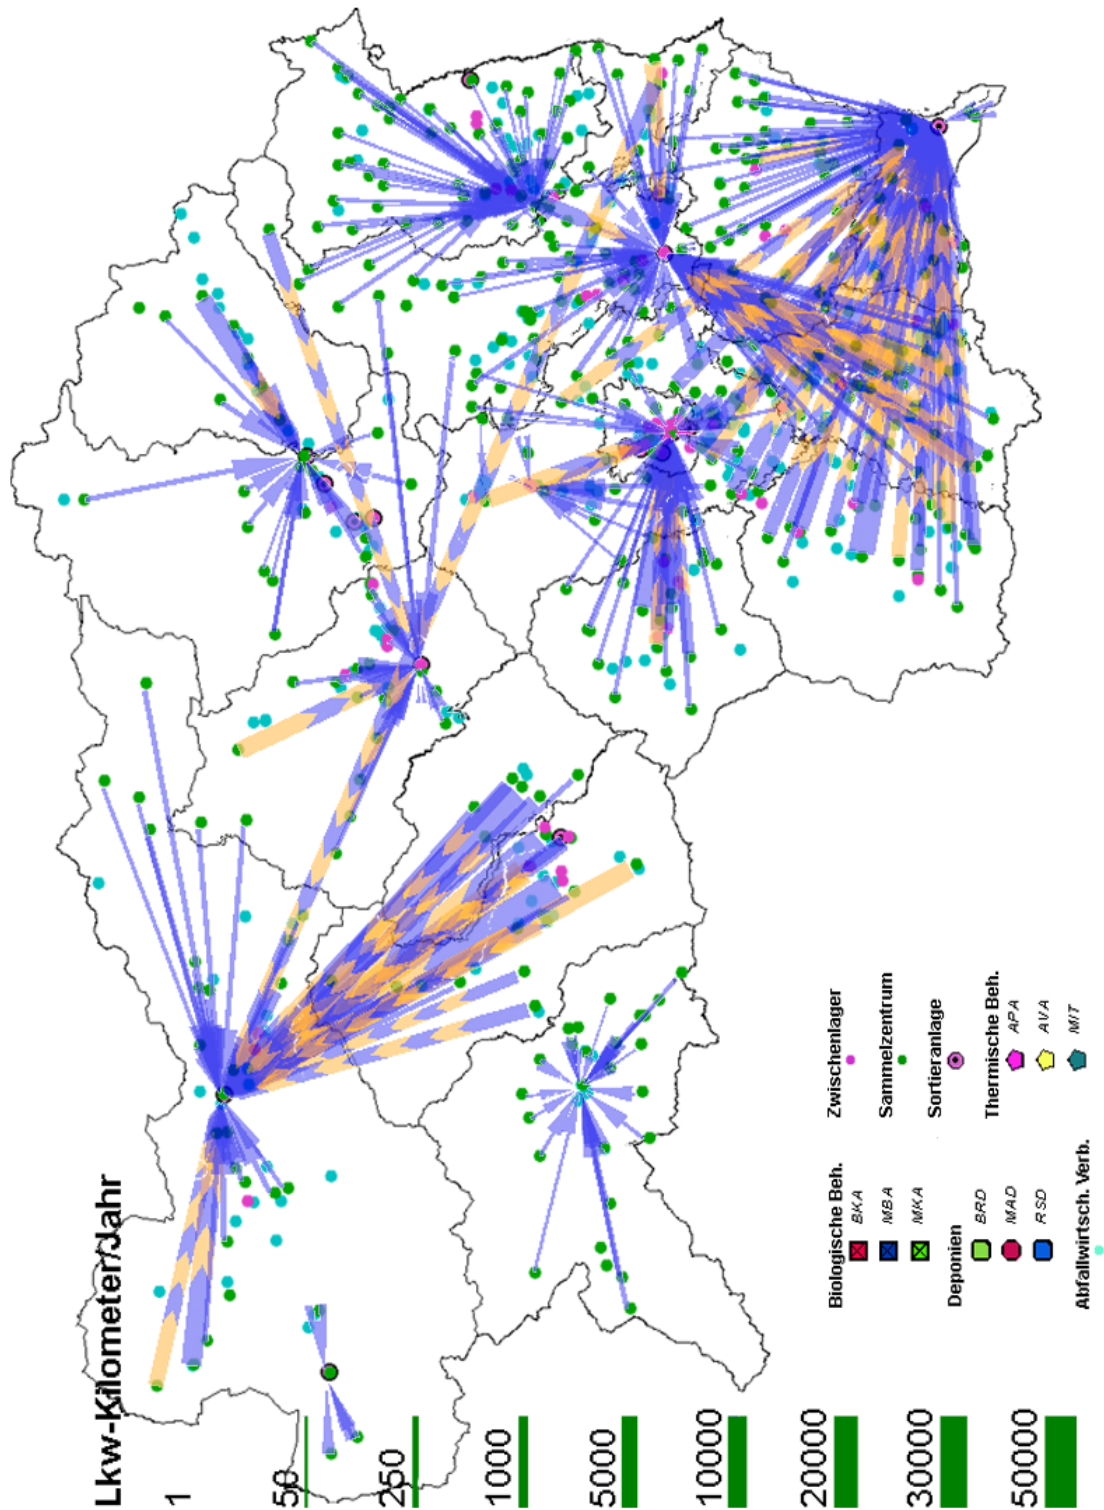 Lkw-Kilometer/Jahr
1
50
250
1000
5000
10000
20000
30000
50000
Biologische Beh.
BKA
MBA
MKA
Deponien
BRD
MAD
RSD
Abfallwirtsch. Verb.
Zwischenlager
Sammelzentrum
Sortieranlage
Thermische Beh.
APA
AVA
MIT